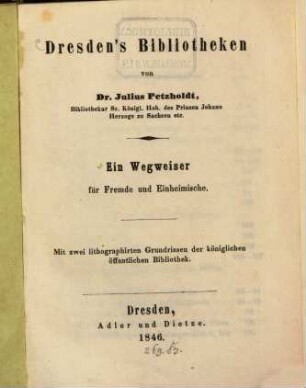 Dresden's Bibliotheken
von
Dr. Julius Petzholdt,
Bibliothekar Sr. Königl. Hoh. des Prinzen Johann
Herzogs zu Sachsen etc.
Ein Wegweiser
für Fremde und Einheimische.
Mit zwei lithographirten Grundrissen der königlichen
öffentlichen Bibliothek.
Dresden,
Adler und Dietze.
1846.